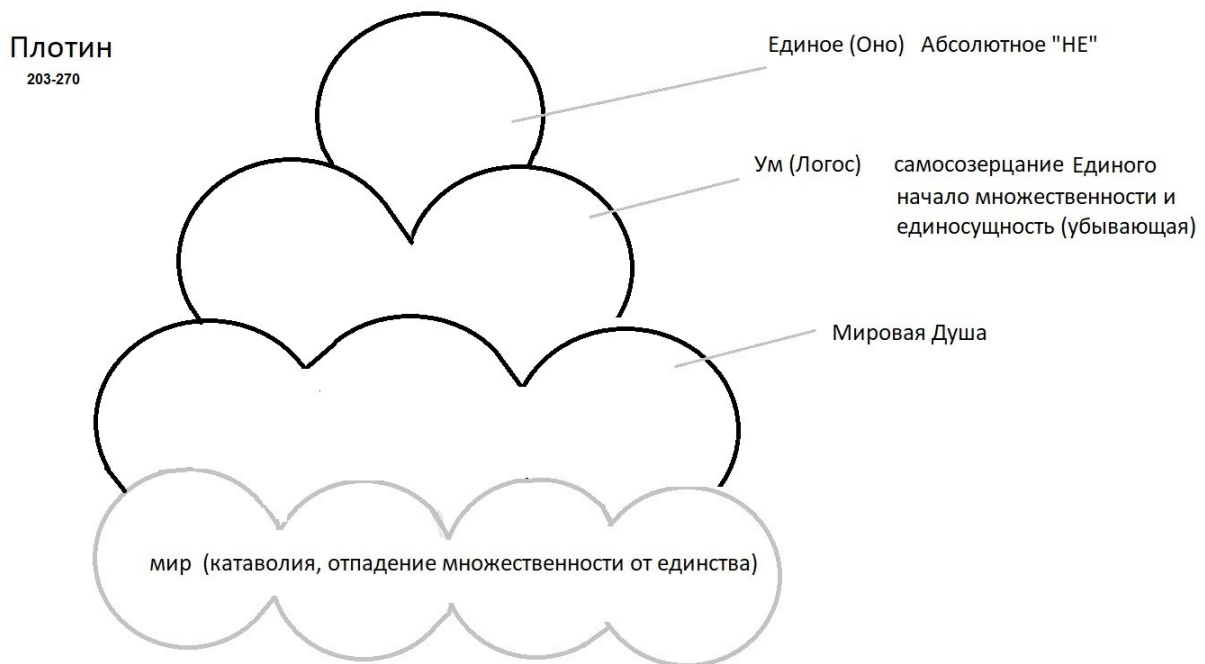 Плотин
203-270
Единое (Оно) Абсолютное "НЕ"
Ум (Логос) самосозерцание Единого
начало множественности и
единосущность (убывающая)
Мировая Душа
мир (катаволия, отпадение множественности от единства)